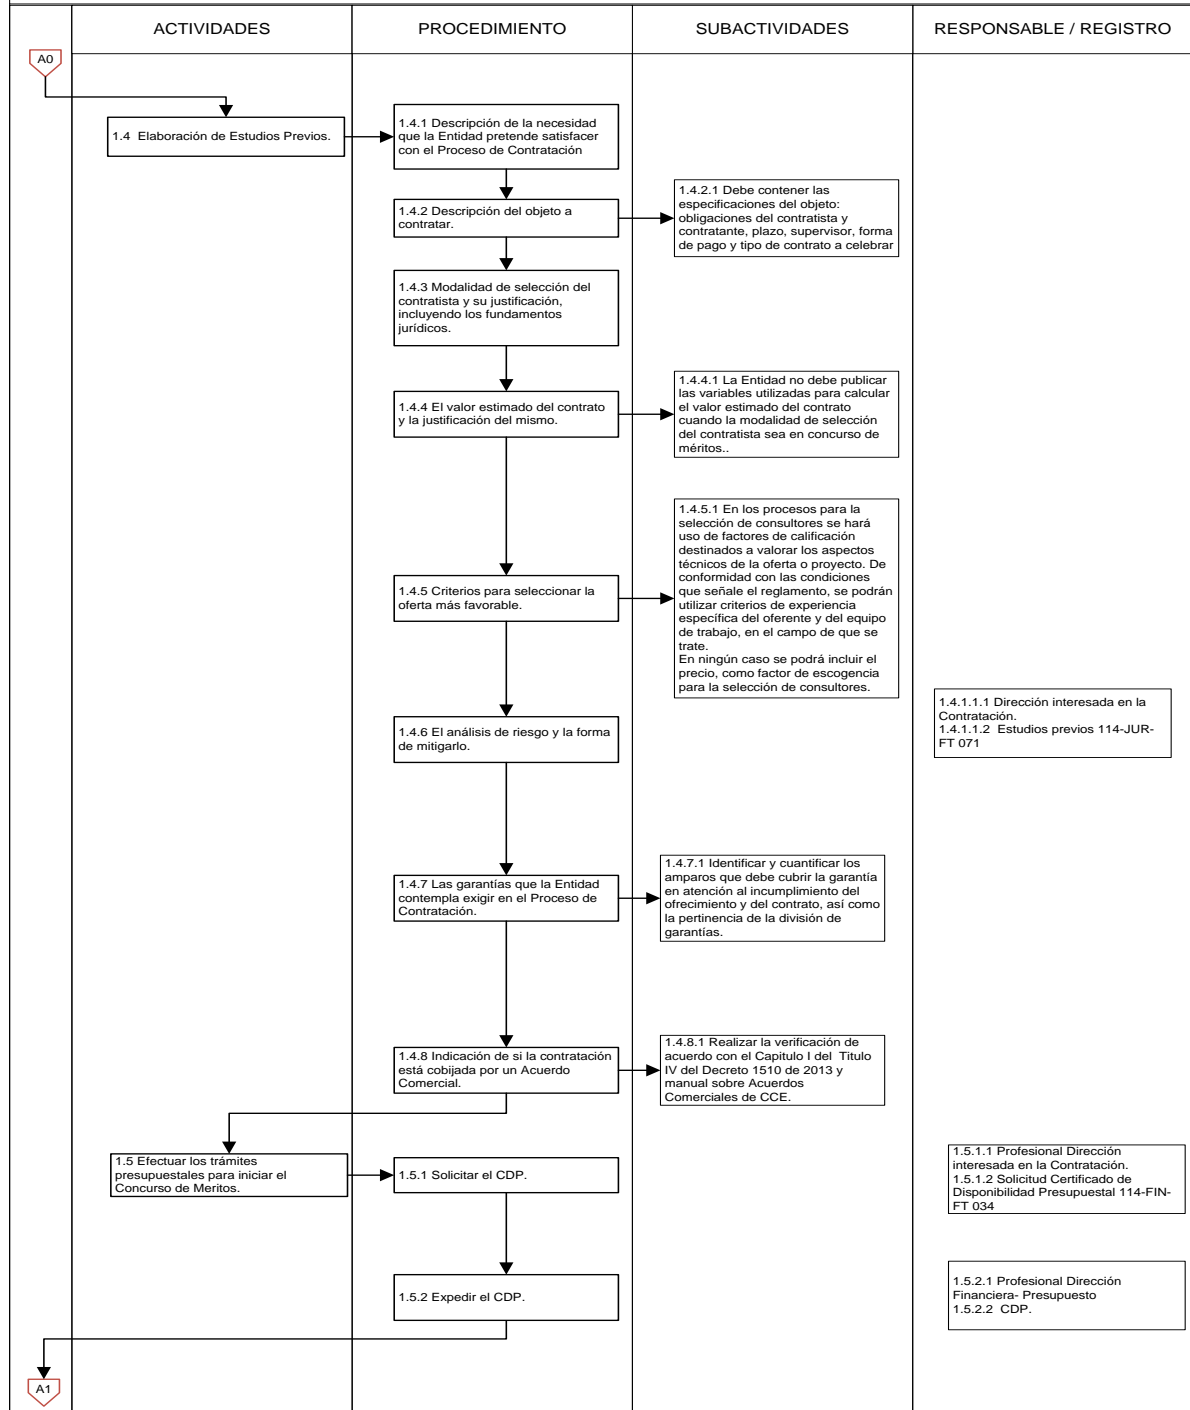 ACTIVIDADES
PROCEDIMIENTO
SUBACTIVIDADES
RESPONSABLE / REGISTRO
A0
1.4 Elaboración de Estudios Previos.
1.4.1 Descripción de la necesidad
que la Entidad pretende satisfacer
con el Proceso de Contratación
1.4.2 Descripción del objeto a
contratar.
1.4.2.1 Debe contener las
especificaciones del objeto:
obligaciones del contratista y
contratante, plazo, supervisor, forma
de pago y tipo de contrato a celebrar
1.4.3 Modalidad de selección del
contratista y su justificación,
incluyendo los fundamentos
jurídicos.
1.4.4 El valor estimado del contrato
y la justificación del mismo.
1.4.4.1 La Entidad no debe publicar
las variables utilizadas para calcular
el valor estimado del contrato
cuando la modalidad de selección
del contratista sea en concurso de
méritos..
1.4.5 Criterios para seleccionar la
oferta más favorable.
1.4.5.1 En los procesos para la
selección de consultores se hará
uso de factores de calificación
destinados a valorar los aspectos
técnicos de la oferta o proyecto. De
conformidad con las condiciones
que señale el reglamento, se podrán
utilizar criterios de experiencia
específica del oferente y del equipo
de trabajo, en el campo de que se
trate.
En ningún caso se podrá incluir el
precio, como factor de escogencia
para la selección de consultores.
1.4.6 El análisis de riesgo y la forma
de mitigarlo.
1.4.1.1.1 Dirección interesada en la
Contratación.
1.4.1.1.2 Estudios previos 114-JUR-
FT 071
1.4.7 Las garantías que la Entidad
contempla exigir en el Proceso de
Contratación.
1.4.7.1 Identificar y cuantificar los
amparos que debe cubrir la garantía
en atención al incumplimiento del
ofrecimiento y del contrato, así como
la pertinencia de la división de
garantías.
1.4.8 Indicación de si la contratación
está cobijada por un Acuerdo
Comercial.
1.4.8.1 Realizar la verificación de
acuerdo con el Capitulo I del Titulo
IV del Decreto 1510 de 2013 y
manual sobre Acuerdos
Comerciales de CCE.
1.5 Efectuar los trámites
presupuestales para iniciar el
Concurso de Meritos.
1.5.1 Solicitar el CDP.
1.5.1.1 Profesional Dirección
interesada en la Contratación.
1.5.1.2 Solicitud Certificado de
Disponibilidad Presupuestal 114-FIN-
FT 034
1.5.2 Expedir el CDP.
1.5.2.1 Profesional Dirección
Financiera- Presupuesto
1.5.2.2 CDP.
A1